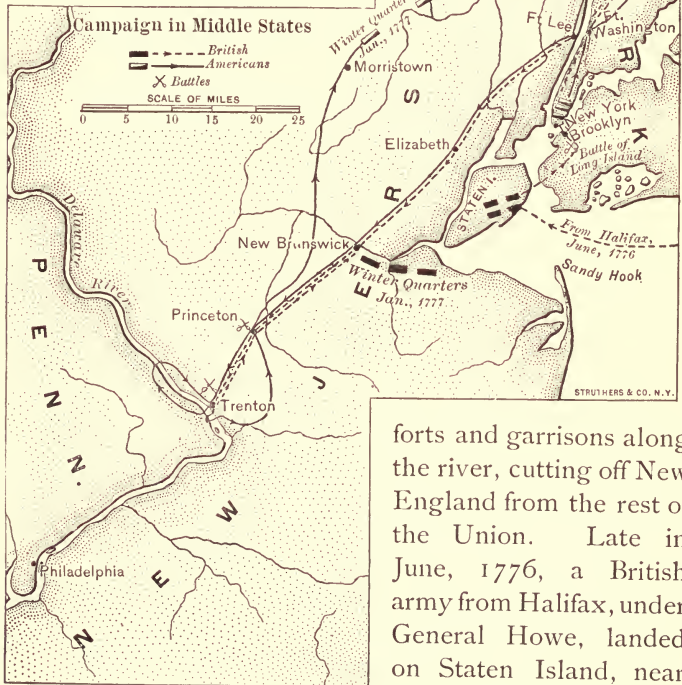 Campaign in Middle States
British
Americans
Battles
SCALE OF MILES
0 5 10 15 20 25
Winter Quarter
Jan., 1777
Morristown
Ft. Lee
Ft.
Washington
New York
Brooklyn
Battle of
Long Island
Elizabeth
STATEN I.
From Halifax,
June, 1776
Sandy Hook
New Brunswick
Winter Quarters
Jan., 1777
Princeton
Trenton
Delaware
River
PENN.
NEW JERS
R K
Philadelphia
STRUTHERS & CO. N.Y.
forts and garrisons along
the river, cutting off New
England from the rest o
the Union. Late in
June, 1776, a British
army from Halifax, under
General Howe, landed
on Staten Island, near